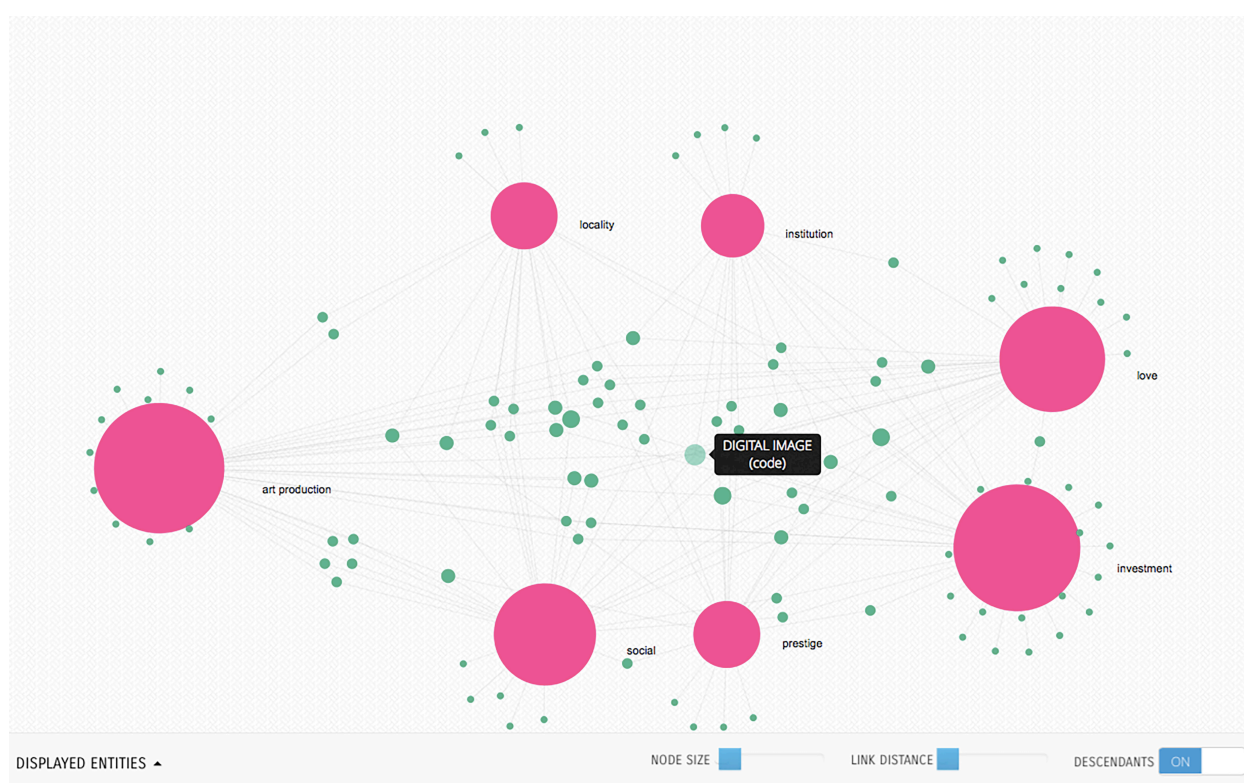 locality
institution
love
DIGITAL IMAGE
(code)
art production
investment
social
prestige
DISPLAYED ENTITIES
NODE SIZE
LINK DISTANCE
DESCENDANTS
ON